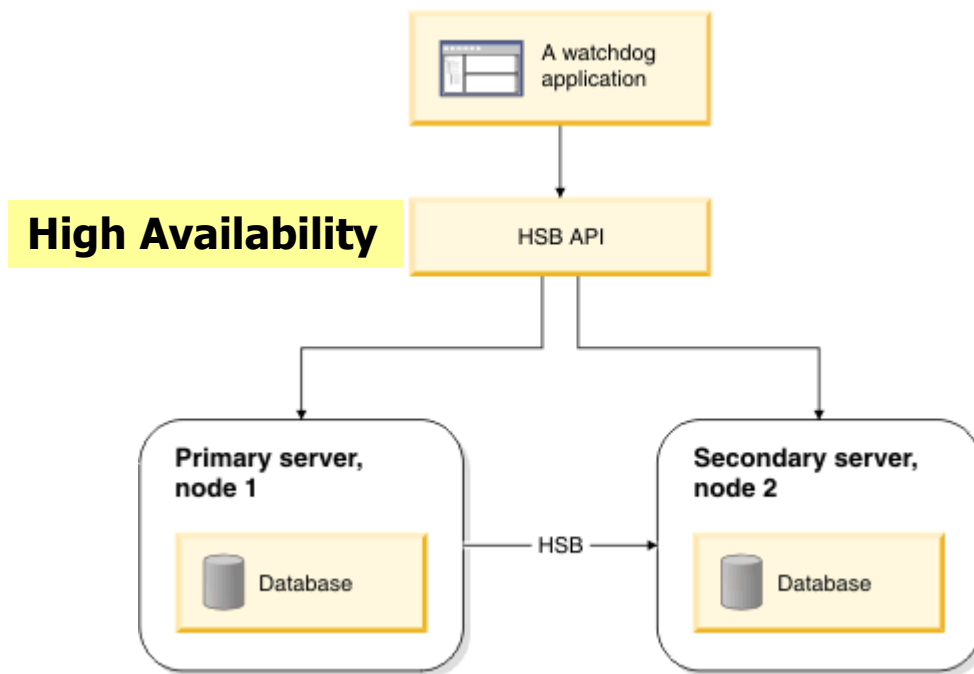 A watchdog
application
High Availability
HSB API
Primary server,
node 1
Database
HSB
Secondary server,
node 2
Database